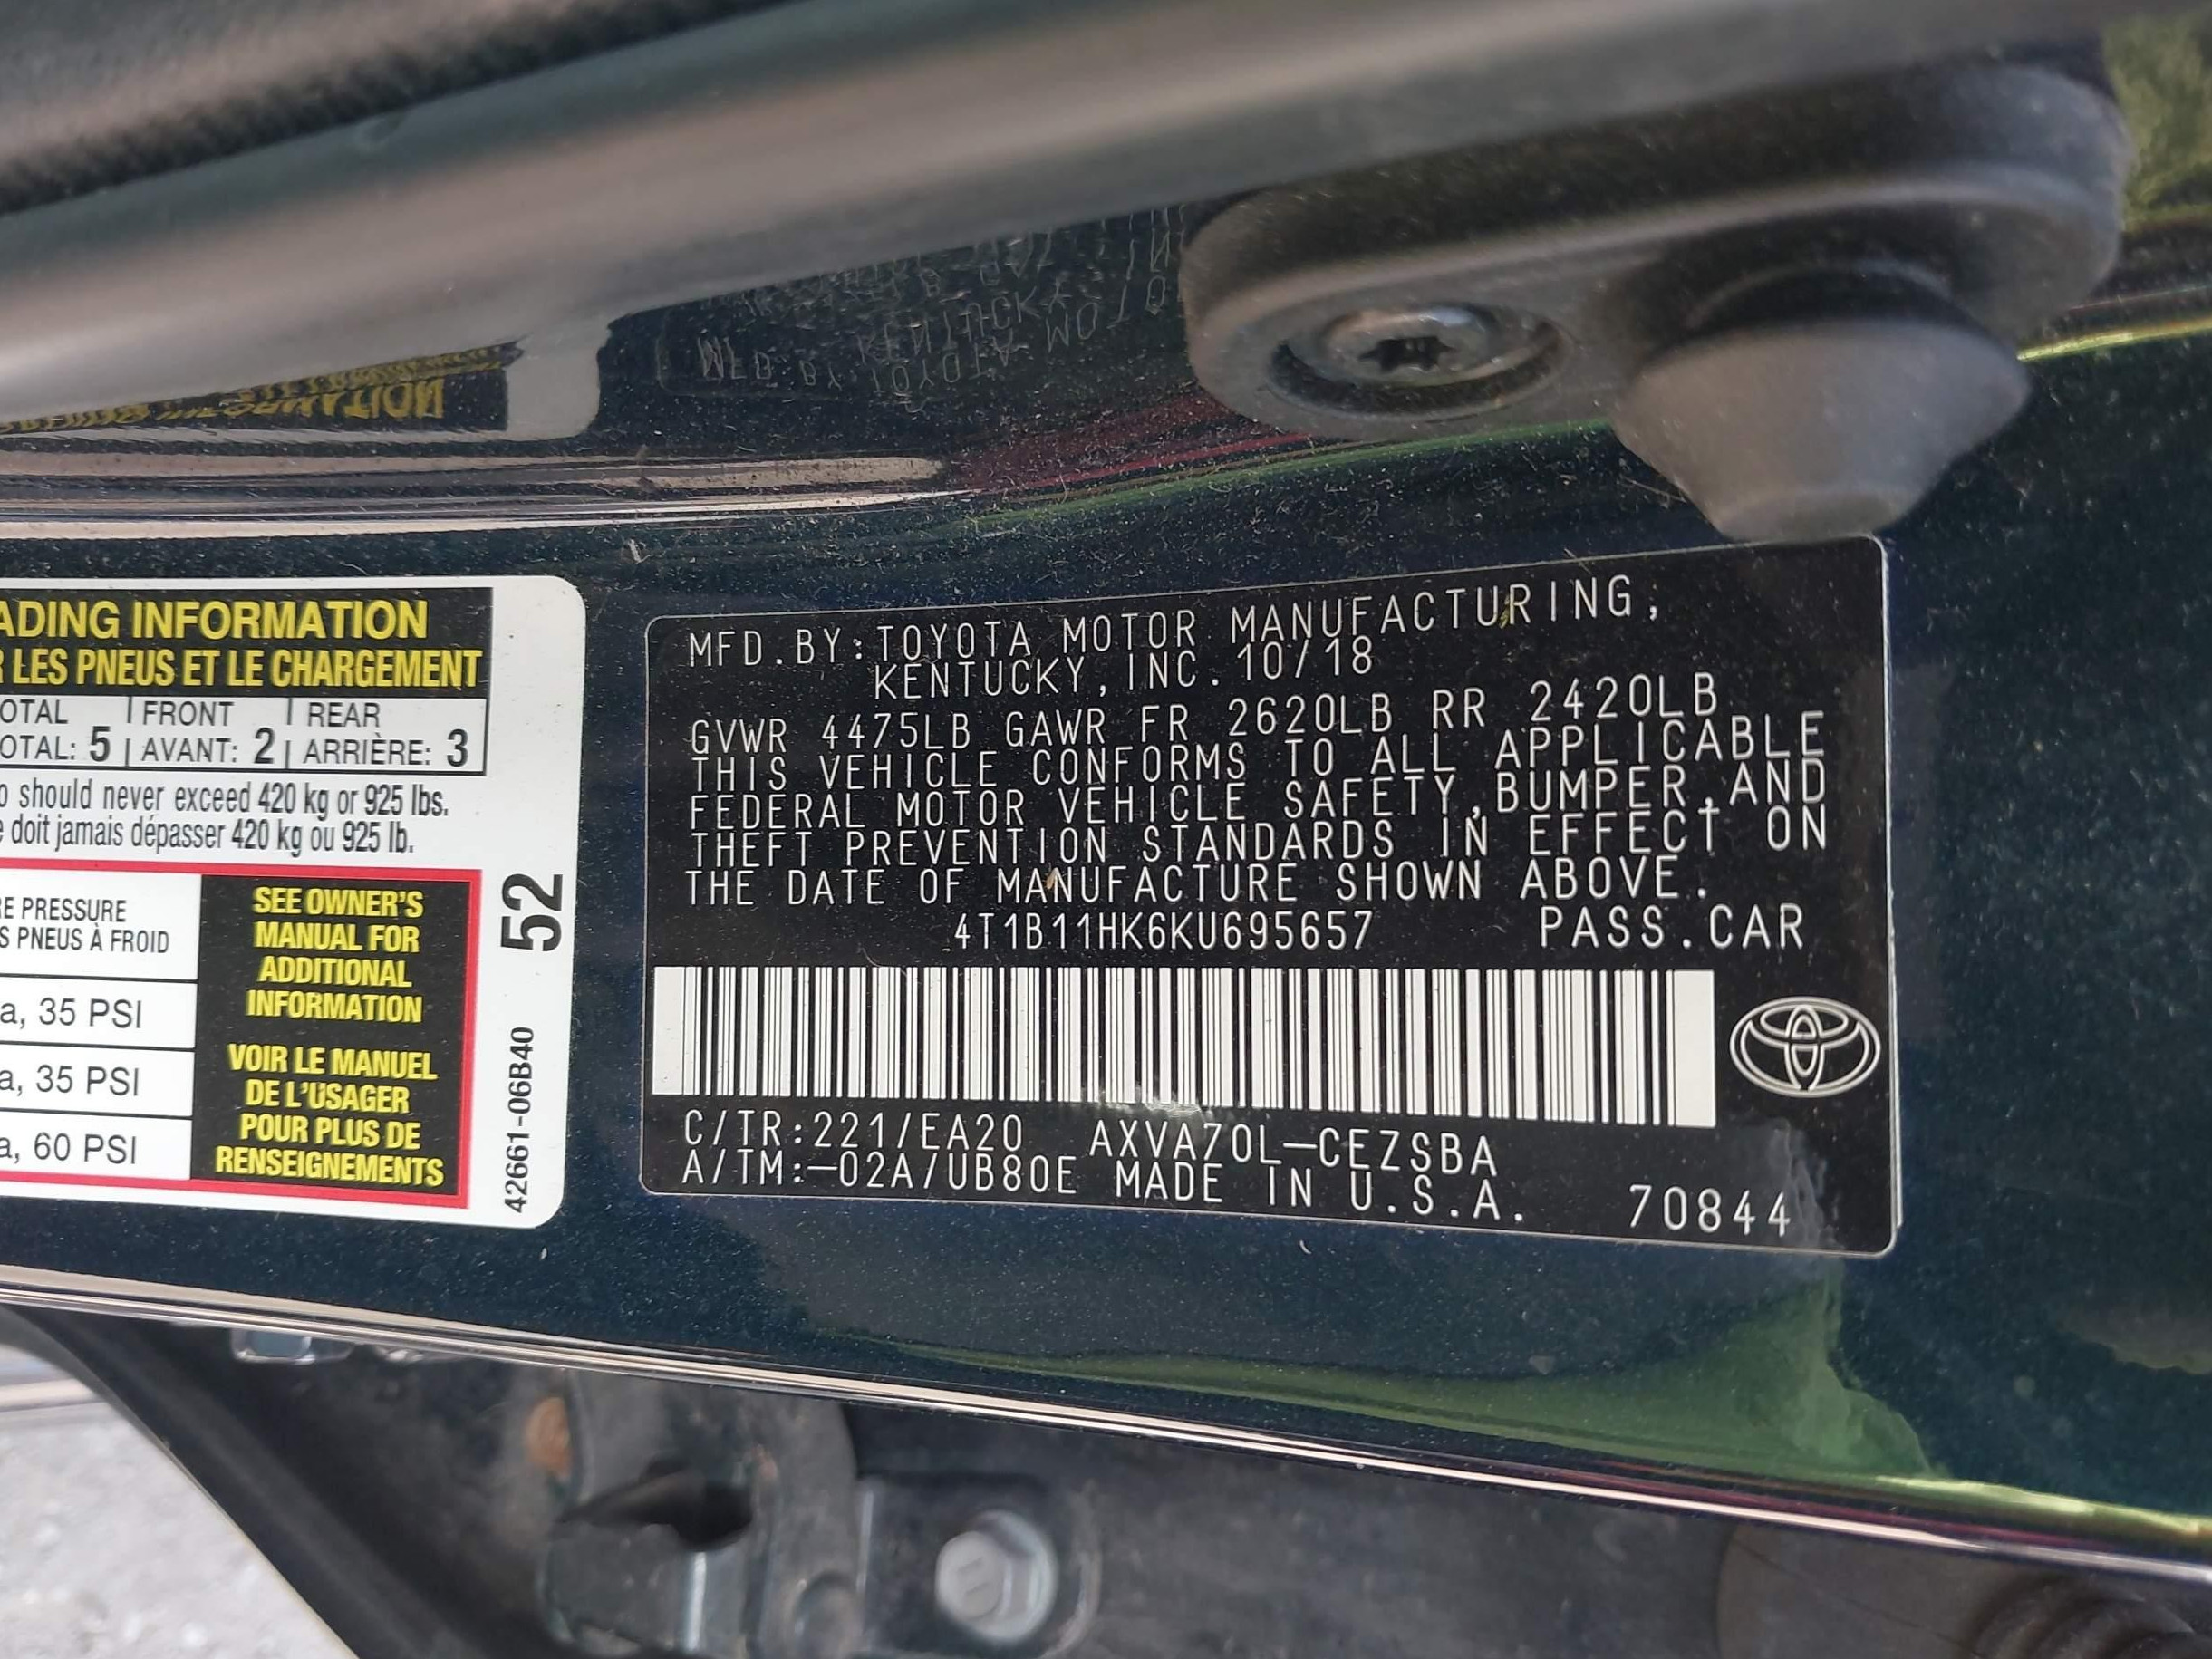 ADING INFORMATION
R LES PNEUS ET LE CHARGEMENT
OTAL | FRONT | REAR
OTAL: 5 | AVANT: 2 | ARRIÈRE: 3
o should never exceed 420 kg or 925 lbs.
e doit jamais dépasser 420 kg ou 925 lb.
RE PRESSURE
S PNEUS À FROID
a, 35 PSI
a, 35 PSI
a, 60 PSI
SEE OWNER'S
MANUAL FOR
ADDITIONAL
INFORMATION
VOIR LE MANUEL
DE L'USAGER
POUR PLUS DE
RENSEIGNEMENTS
52
42661-06B40
MFD.BY:TOYOTA MOTOR MANUFACTURING,
KENTUCKY,INC.10/18
GVWR 4475LB GAWR FR 2620LB RR 2420LB
THIS VEHICLE CONFORMS TO ALL APPLICABLE
FEDERAL MOTOR VEHICLE SAFETY,BUMPER,AND
THEFT PREVENTION STANDARDS IN EFFECT ON
THE DATE OF MANUFACTURE SHOWN ABOVE.
4T1B11HK6KU695657 PASS.CAR
C/TR:221/EA20 AXVA70L-CEZSBA
A/TM:-02A/UB80E MADE IN U.S.A. 70844